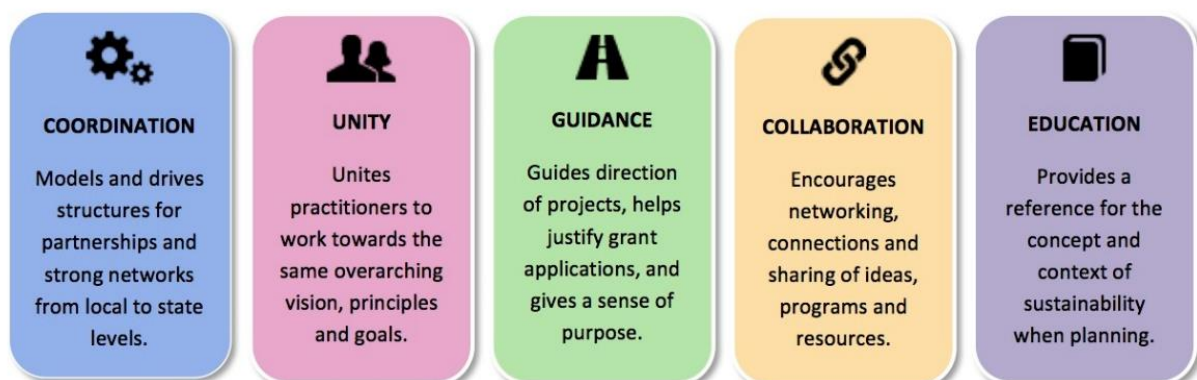 COORDINATION
Models and drives
structures for
partnerships and
strong networks
from local to state
levels.
UNITY
Unites
practitioners to
work towards the
same overarching
vision, principles
and goals.
GUIDANCE
Guides direction
of projects, helps
justify grant
applications, and
gives a sense of
purpose.
COLLABORATION
Encourages
networking,
connections and
sharing of ideas,
programs and
resources.
EDUCATION
Provides a
reference for the
concept and
context of
sustainability
when planning.